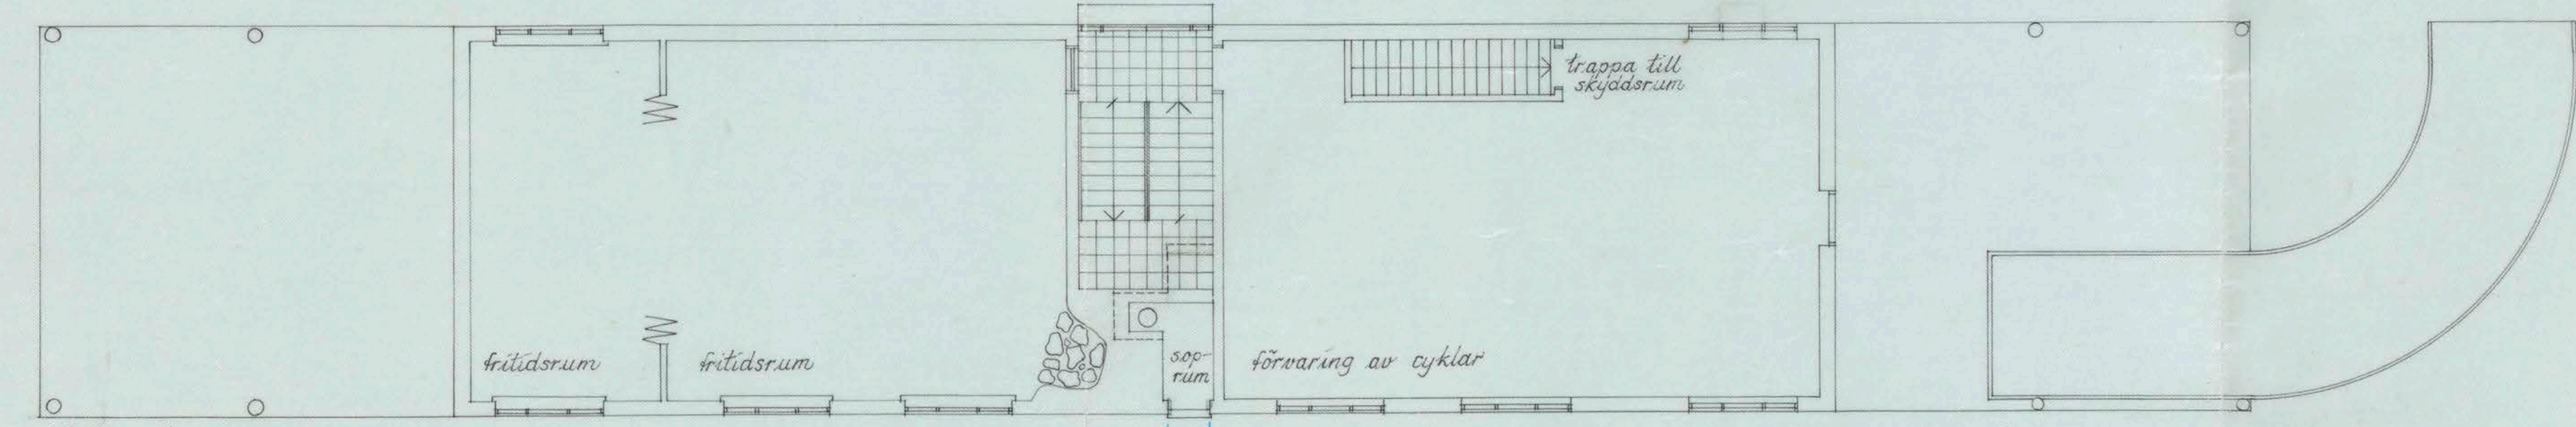 trappa till
skyddsrum
fritidsrum
fritidsrum
sop-
rum
förvaring av cyklar